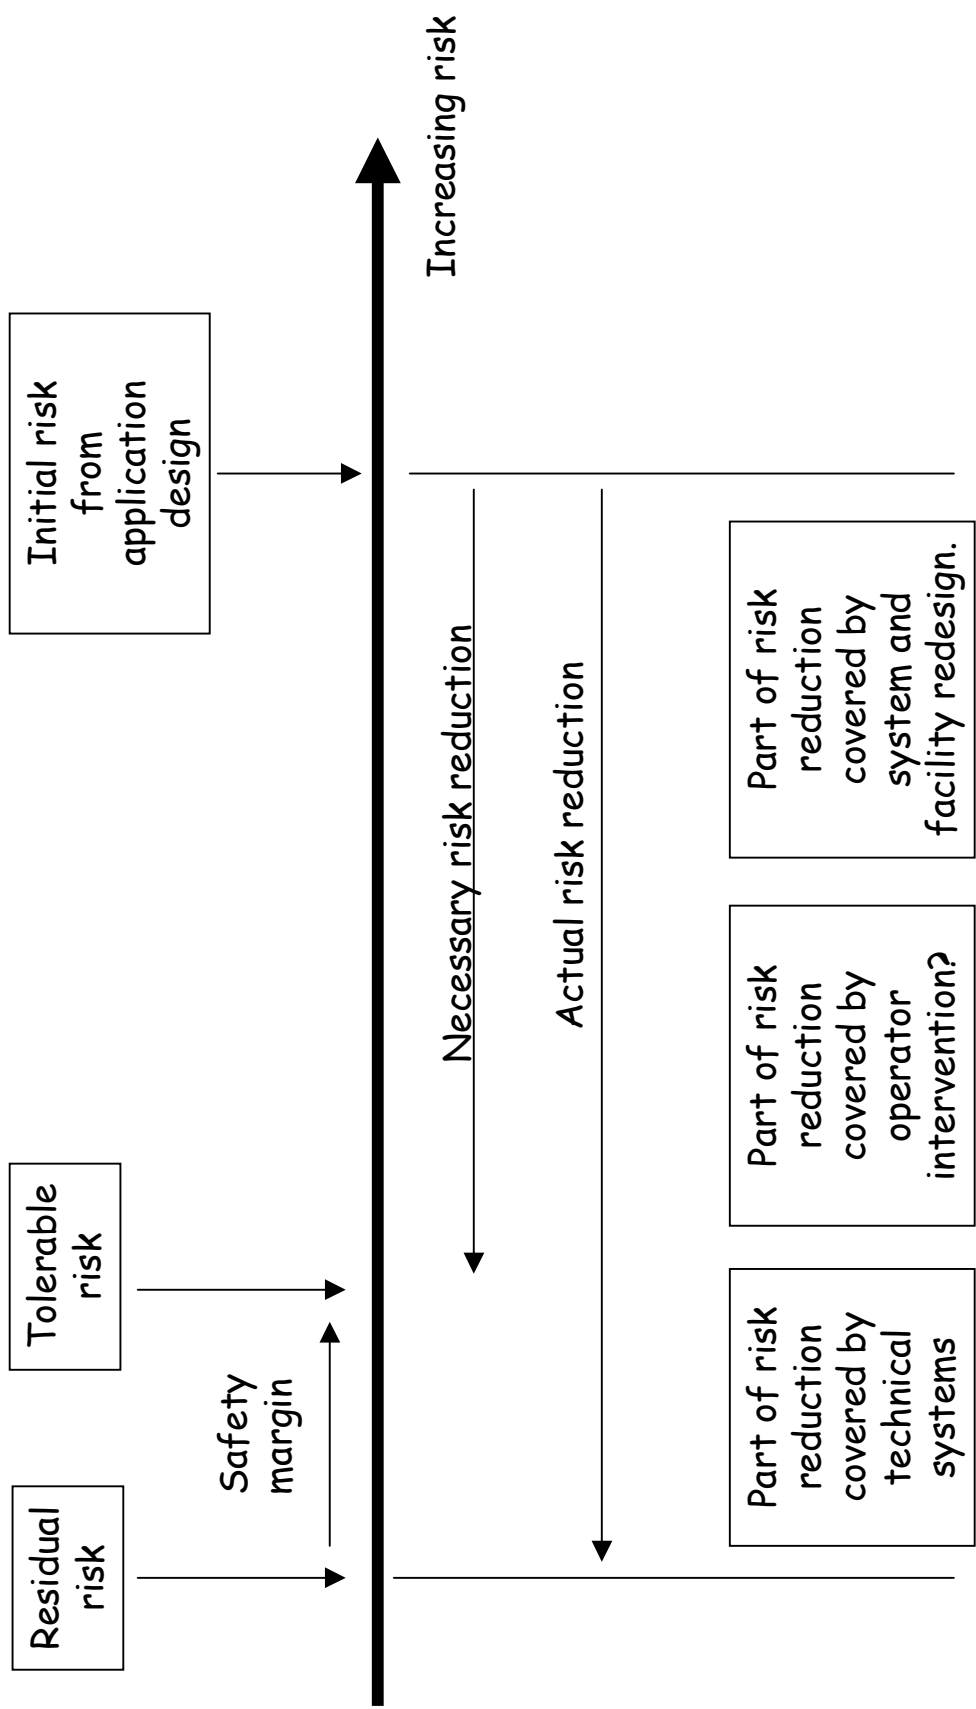 Residual
risk
Tolerable
risk
Initial risk
from
application
design
Safety
margin
Increasing risk
Necessary risk reduction
Actual risk reduction
Part of risk
reduction
covered by
technical
systems
Part of risk
reduction
covered by
operator
intervention?
Part of risk
reduction
covered by
system and
facility redesign.